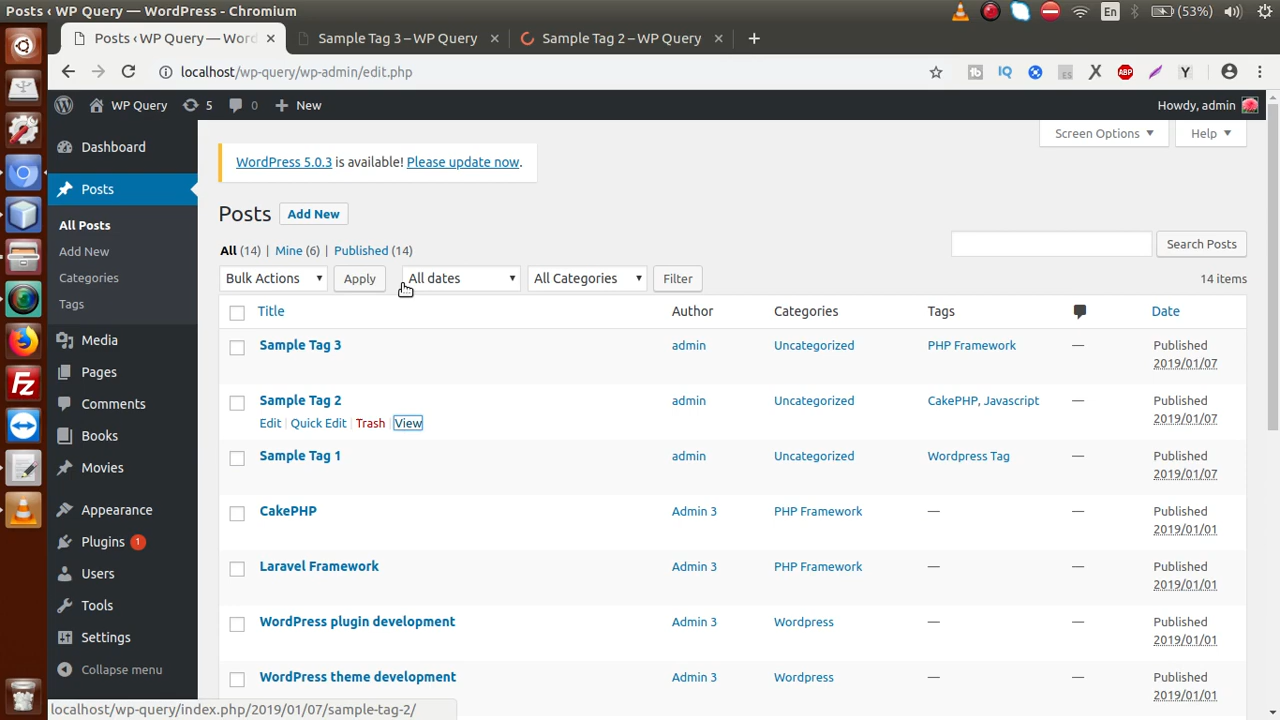 Posts ‹ WP Query — WordPress - Chromium
En (53%)
Posts ‹ WP Query — Word
Sample Tag 3 – WP Query
Sample Tag 2 – WP Query
localhost/wp-query/wp-admin/edit.php
tb IQ ES X ABP Y
WP Query 5 0 New
Howdy, admin
Screen Options
Help
WordPress 5.0.3 is available! Please update now.
Dashboard
Posts
All Posts
Add New
Categories
Tags
Media
Pages
Comments
Books
Movies
Appearance
Plugins 1
Users
Tools
Settings
Collapse menu
Posts Add New
All (14) | Mine (6) | Published (14)
Search Posts
Bulk Actions Apply All dates All Categories Filter
14 items
Title Author Categories Tags Date
Sample Tag 3 admin Uncategorized PHP Framework — Published
2019/01/07
Sample Tag 2 admin Uncategorized CakePHP, Javascript — Published
Edit | Quick Edit | Trash | View 2019/01/07
Sample Tag 1 admin Uncategorized Wordpress Tag — Published
2019/01/07
CakePHP Admin 3 PHP Framework — — Published
2019/01/01
Laravel Framework Admin 3 PHP Framework — — Published
2019/01/01
WordPress plugin development Admin 3 Wordpress — — Published
2019/01/01
WordPress theme development Admin 3 Wordpress — — Published
2019/01/01
localhost/wp-query/index.php/2019/01/07/sample-tag-2/